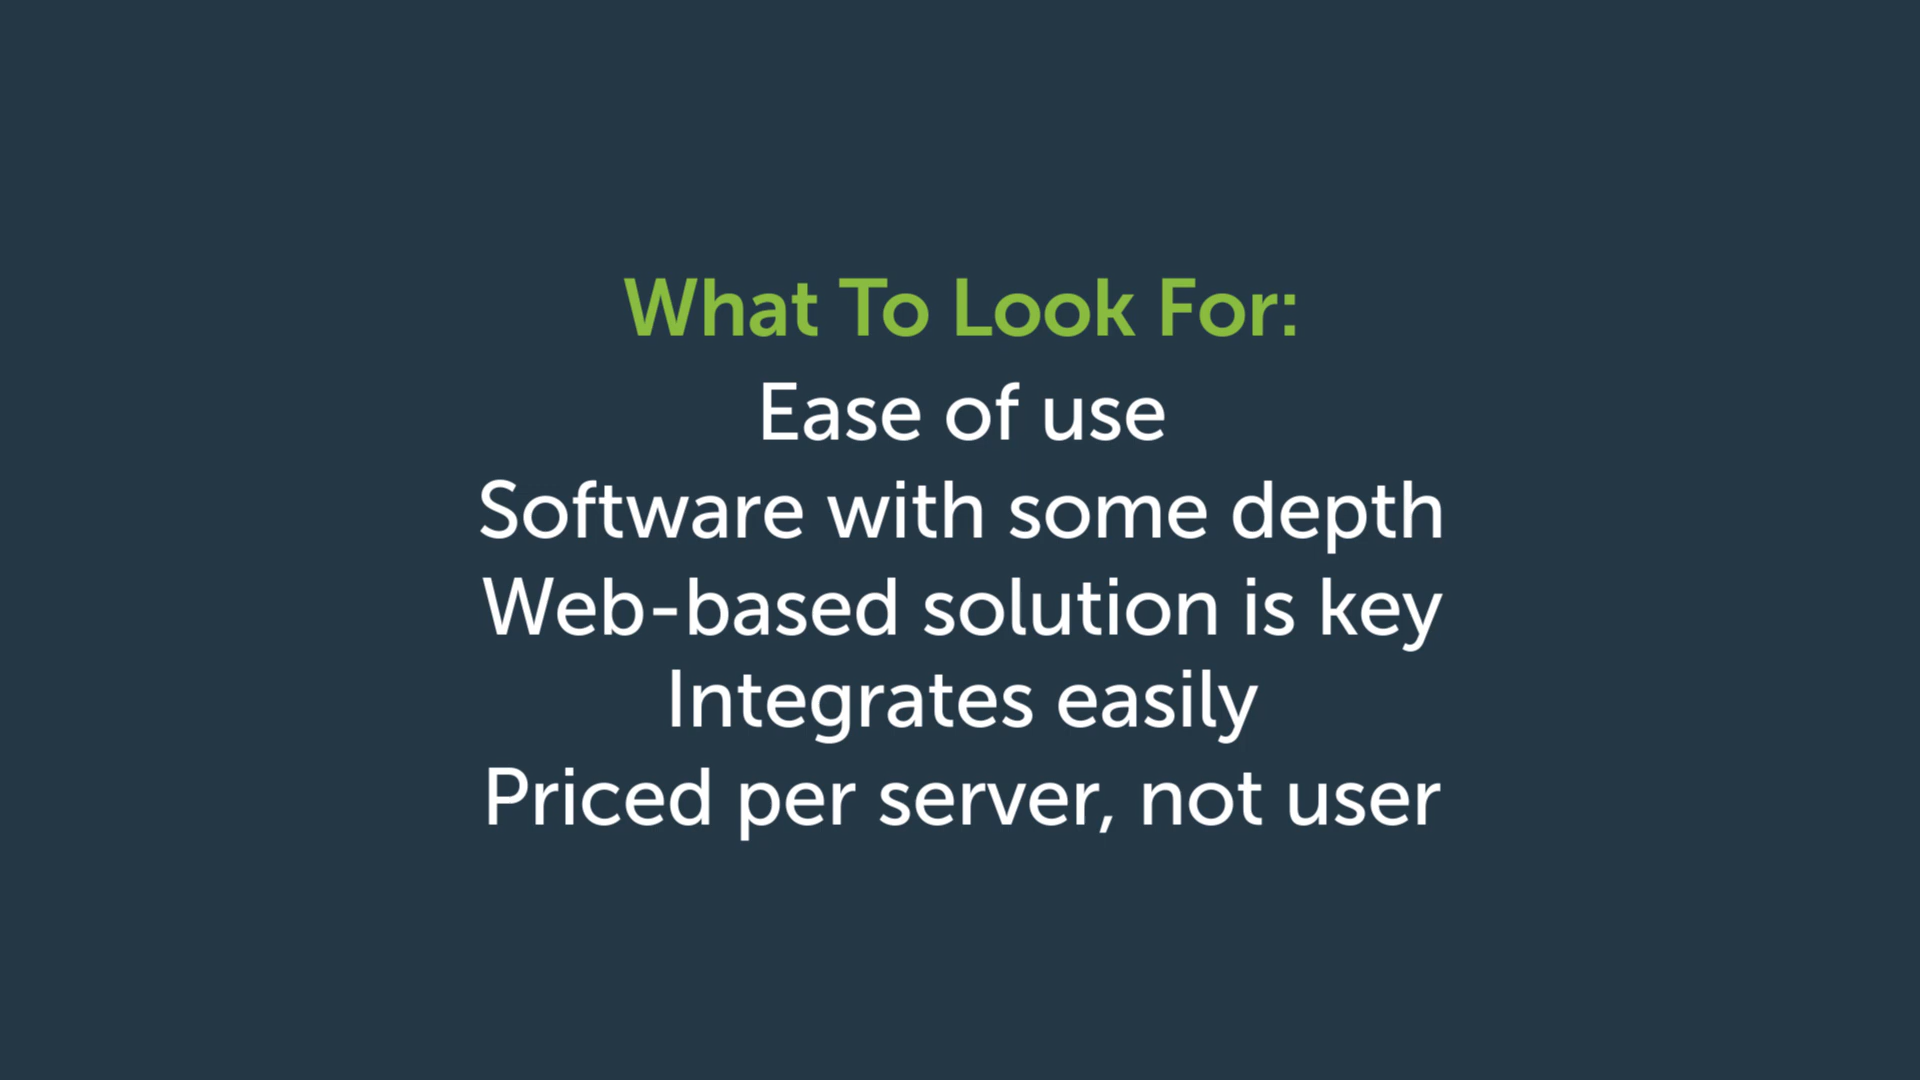 What To Look For:
Ease of use
Software with some depth
Web-based solution is key
Integrates easily
Priced per server, not user